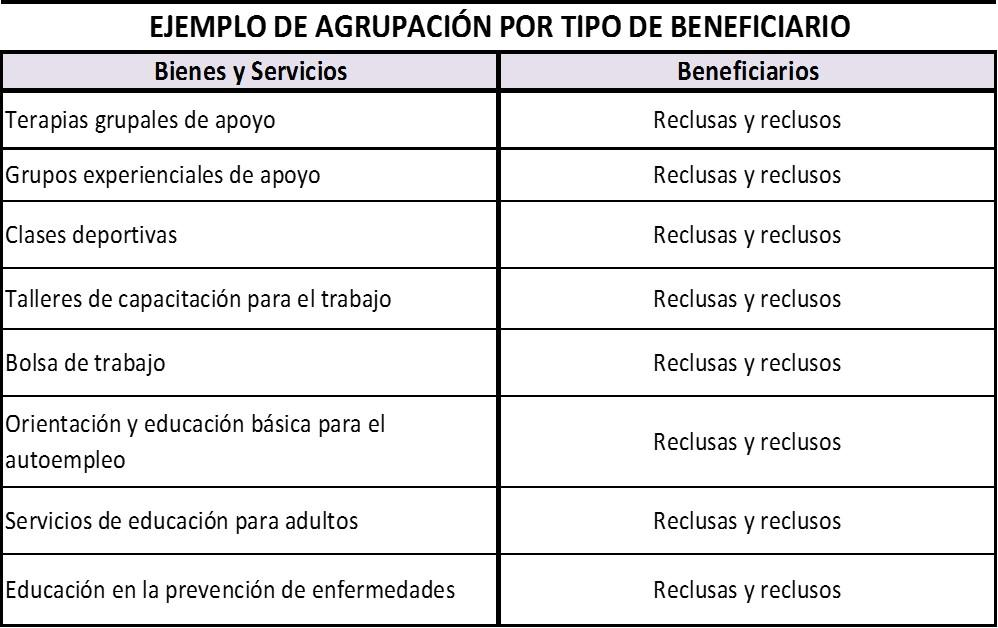 EJEMPLO DE AGRUPACIÓN POR TIPO DE BENEFICIARIO
Bienes y Servicios Beneficiarios
Terapias grupales de apoyo Reclusas y reclusos
Grupos experienciales de apoyo Reclusas y reclusos
Clases deportivas Reclusas y reclusos
Talleres de capacitación para el trabajo Reclusas y reclusos
Bolsa de trabajo Reclusas y reclusos
Orientación y educación básica para el
autoempleo Reclusas y reclusos
Servicios de educación para adultos Reclusas y reclusos
Educación en la prevención de enfermedades Reclusas y reclusos